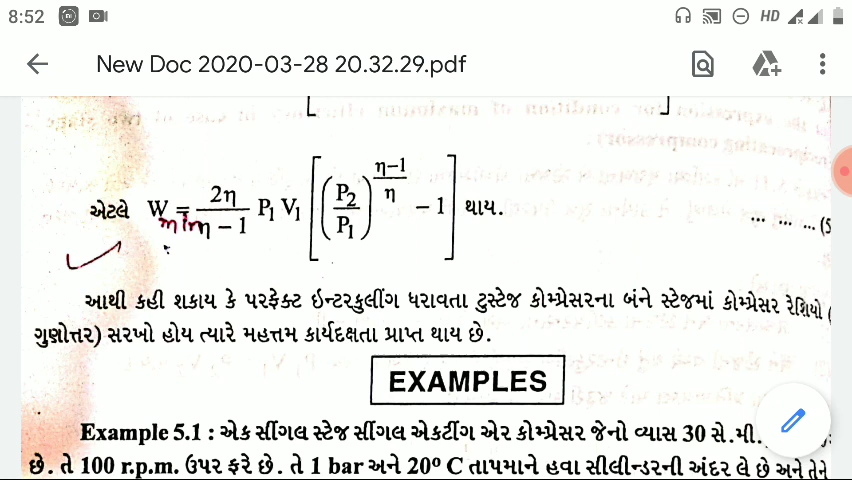 8:52 HD
New Doc 2020-03-28 20.32.29.pdf
એટલે W = 2η / η – 1 P₁ V₁ [ ( P₂ / P₁ ) ^ η–1 / η – 1 ] થાય. ... ... ... (5
min
આથી કહી શકાય કે પરફેક્ટ ઇન્ટરકુલીંગ ધરાવતા ટુસ્ટેજ કોમ્પ્રેસરના બંને સ્ટેજમાં કોમ્પ્રેસર રેશિયો (
ગુણોત્તર) સરખો હોય ત્યારે મહત્તમ કાર્યદક્ષતા પ્રાપ્ત થાય છે.
EXAMPLES
Example 5.1 : એક સીંગલ સ્ટેજ સીંગલ એક્ટીંગ એર કોમ્પ્રેસર જેનો વ્યાસ 30 સે.મી.
છે. તે 100 r.p.m. ઉપર ફરે છે. તે 1 bar અને 20° C તાપમાને હવા સીલીન્ડરની અંદર લે છે અને તેને